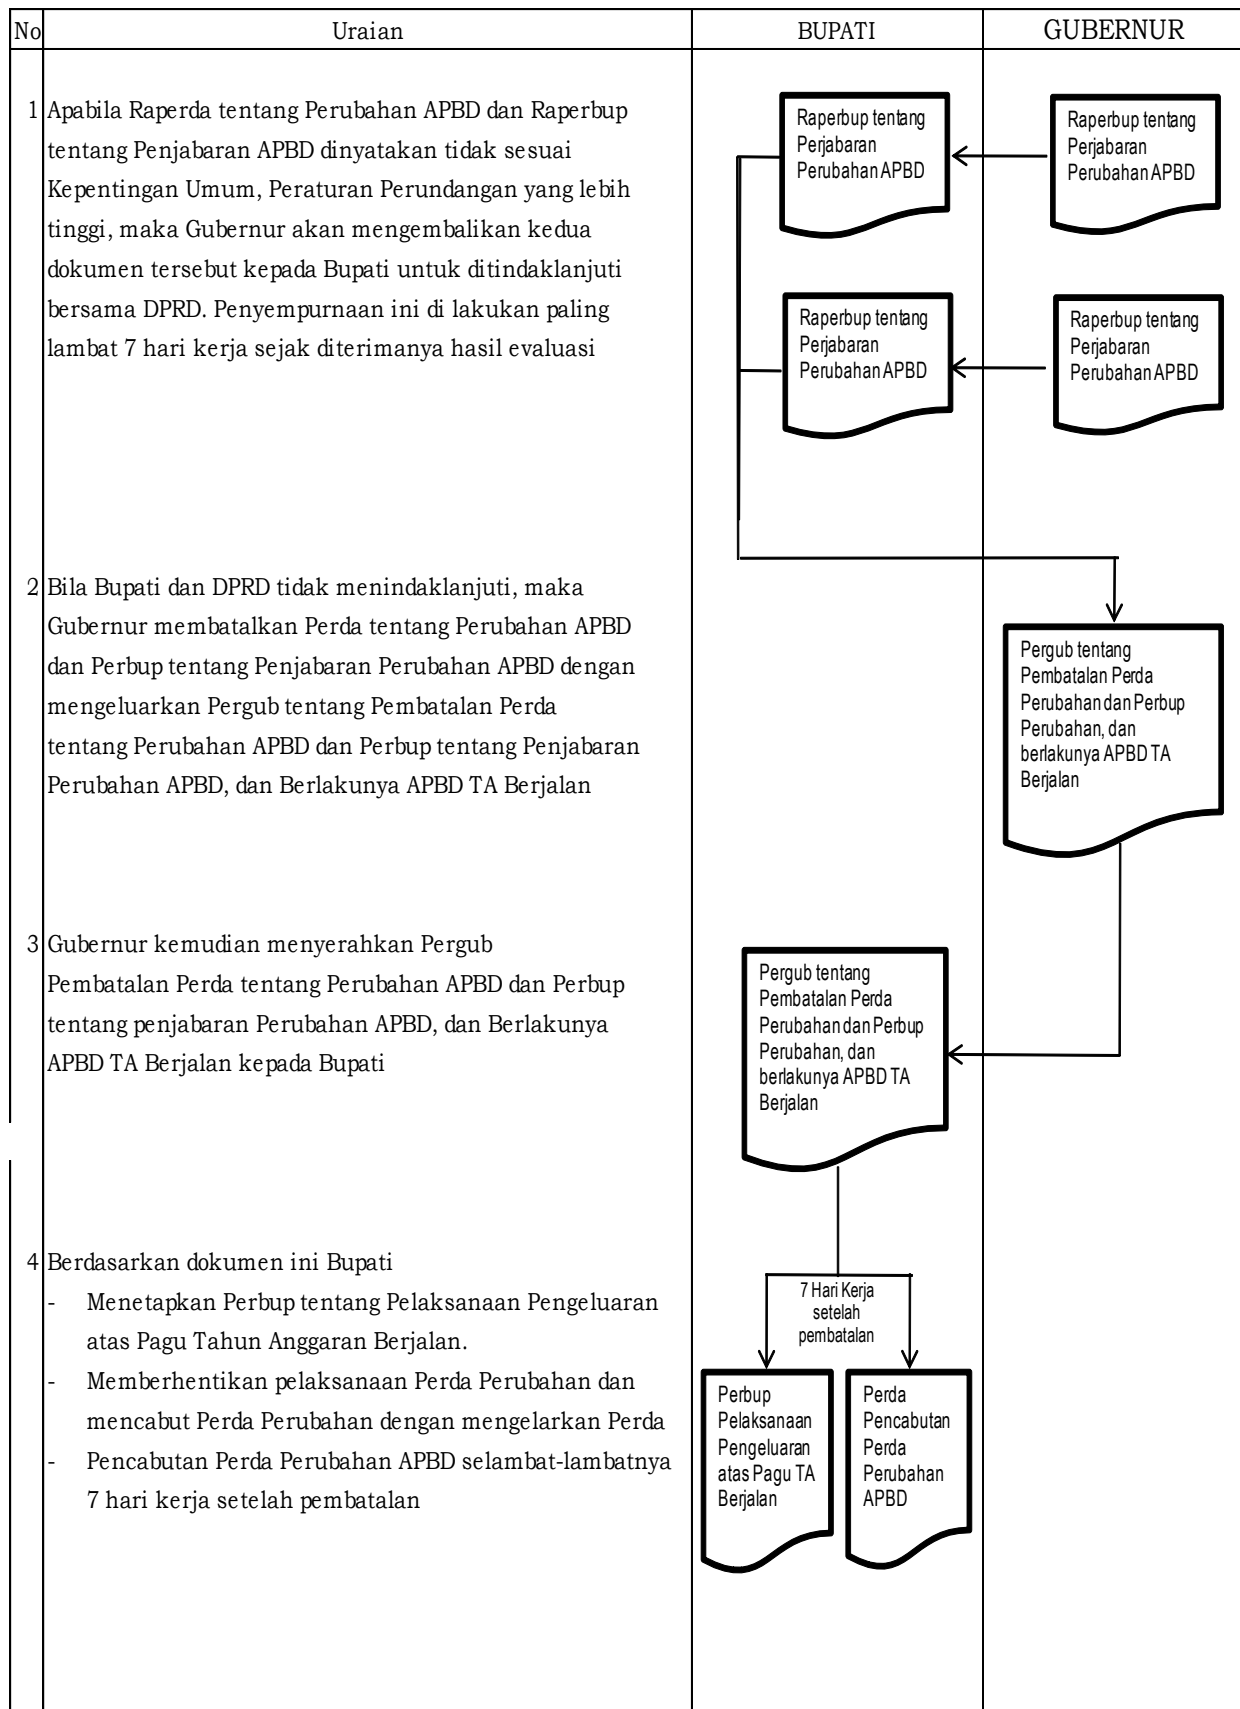 No Uraian BUPATI GUBERNUR
1 Apabila Raperda tentang Perubahan APBD dan Raperbup
tentang Penjabaran APBD dinyatakan tidak sesuai
Kepentingan Umum, Peraturan Perundangan yang lebih
tinggi, maka Gubernur akan mengembalikan kedua
dokumen tersebut kepada Bupati untuk ditindaklanjuti
bersama DPRD. Penyempurnaan ini di lakukan paling
lambat 7 hari kerja sejak diterimanya hasil evaluasi
Raperbup tentang
Perjabaran
Perubahan APBD
Raperbup tentang
Perjabaran
Perubahan APBD
Raperbup tentang
Perjabaran
Perubahan APBD
Raperbup tentang
Perjabaran
Perubahan APBD
2 Bila Bupati dan DPRD tidak menindaklanjuti, maka
Gubernur membatalkan Perda tentang Perubahan APBD
dan Perbup tentang Penjabaran Perubahan APBD dengan
mengeluarkan Pergub tentang Pembatalan Perda
tentang Perubahan APBD dan Perbup tentang Penjabaran
Perubahan APBD, dan Berlakunya APBD TA Berjalan
Pergub tentang
Pembatalan Perda
Perubahan dan Perbup
Perubahan, dan
berlakunya APBD TA
Berjalan
3 Gubernur kemudian menyerahkan Pergub
Pembatalan Perda tentang Perubahan APBD dan Perbup
tentang penjabaran Perubahan APBD, dan Berlakunya
APBD TA Berjalan kepada Bupati
Pergub tentang
Pembatalan Perda
Perubahan dan Perbup
Perubahan, dan
berlakunya APBD TA
Berjalan
4 Berdasarkan dokumen ini Bupati
- Menetapkan Perbup tentang Pelaksanaan Pengeluaran
atas Pagu Tahun Anggaran Berjalan.
- Memberhentikan pelaksanaan Perda Perubahan dan
mencabut Perda Perubahan dengan mengelarkan Perda
- Pencabutan Perda Perubahan APBD selambat-lambatnya
7 hari kerja setelah pembatalan
7 Hari Kerja
setelah
pembatalan
Perbup
Pelaksanaan
Pengeluaran
atas Pagu TA
Berjalan
Perda
Pencabutan
Perda
Perubahan
APBD